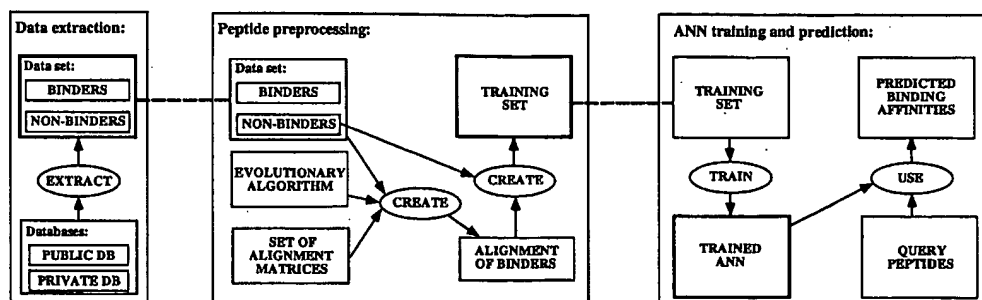 Data extraction:
Data set:
BINDERS
NON-BINDERS
EXTRACT
Databases:
PUBLIC DB
PRIVATE DB
Peptide preprocessing:
Data set:
BINDERS
NON-BINDERS
EVOLUTIONARY
ALGORITHM
SET OF
ALIGNMENT
MATRICES
CREATE
TRAINING
SET
CREATE
ALIGNMENT
OF BINDERS
ANN training and prediction:
TRAINING
SET
TRAIN
TRAINED
ANN
PREDICTED
BINDING
AFFINITIES
USE
QUERY
PEPTIDES